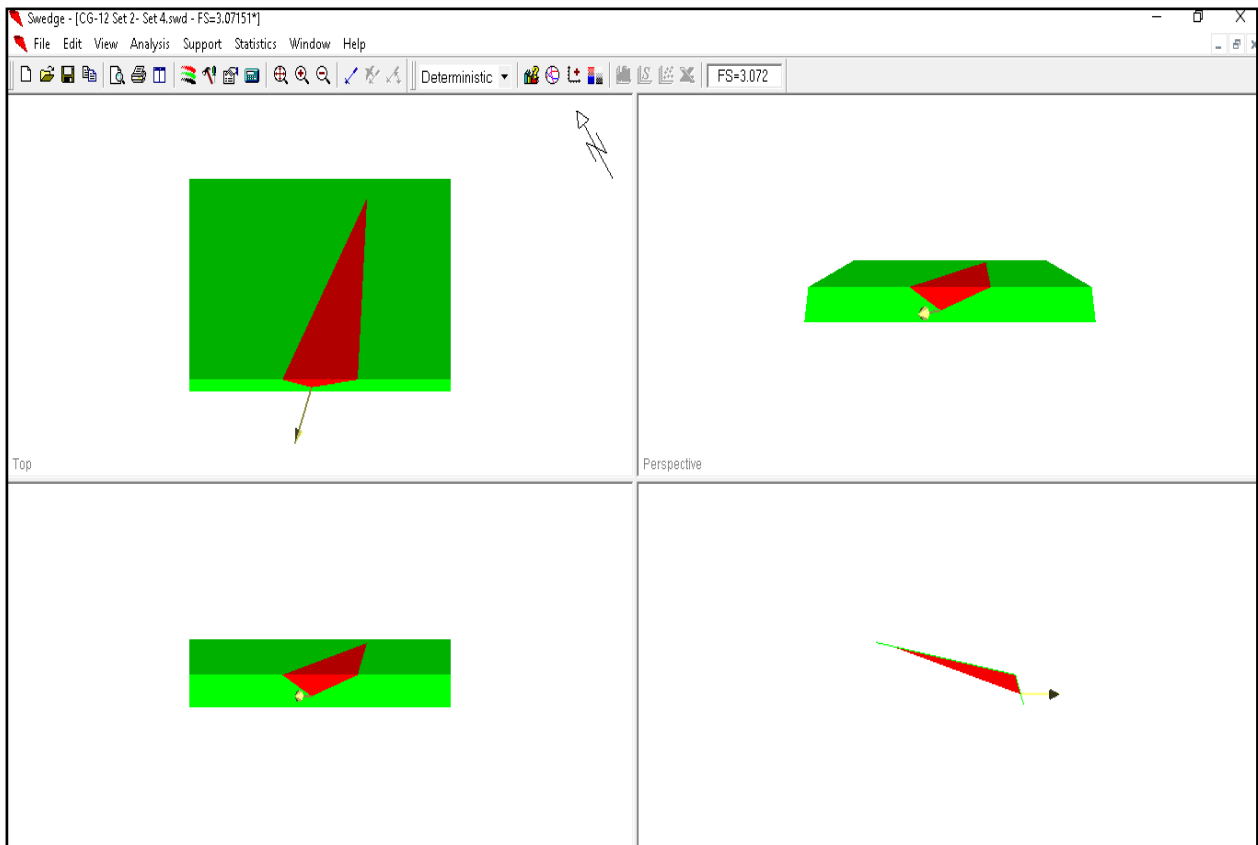 Swedge - [CG-12 Set 2- Set 4.swd - FS=3.07151*]
File Edit View Analysis Support Statistics Window Help
Deterministic FS=3.072
N
Top
Perspective